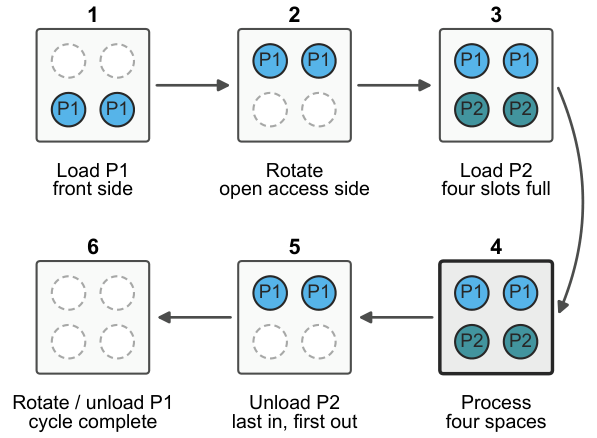 1
2
3
P1 P1
P1 P1
P1 P1
P2 P2
Load P1
front side
Rotate
open access side
Load P2
four slots full
6
5
4
P1 P1
P1 P1
P2 P2
Rotate / unload P1
cycle complete
Unload P2
last in, first out
Process
four spaces